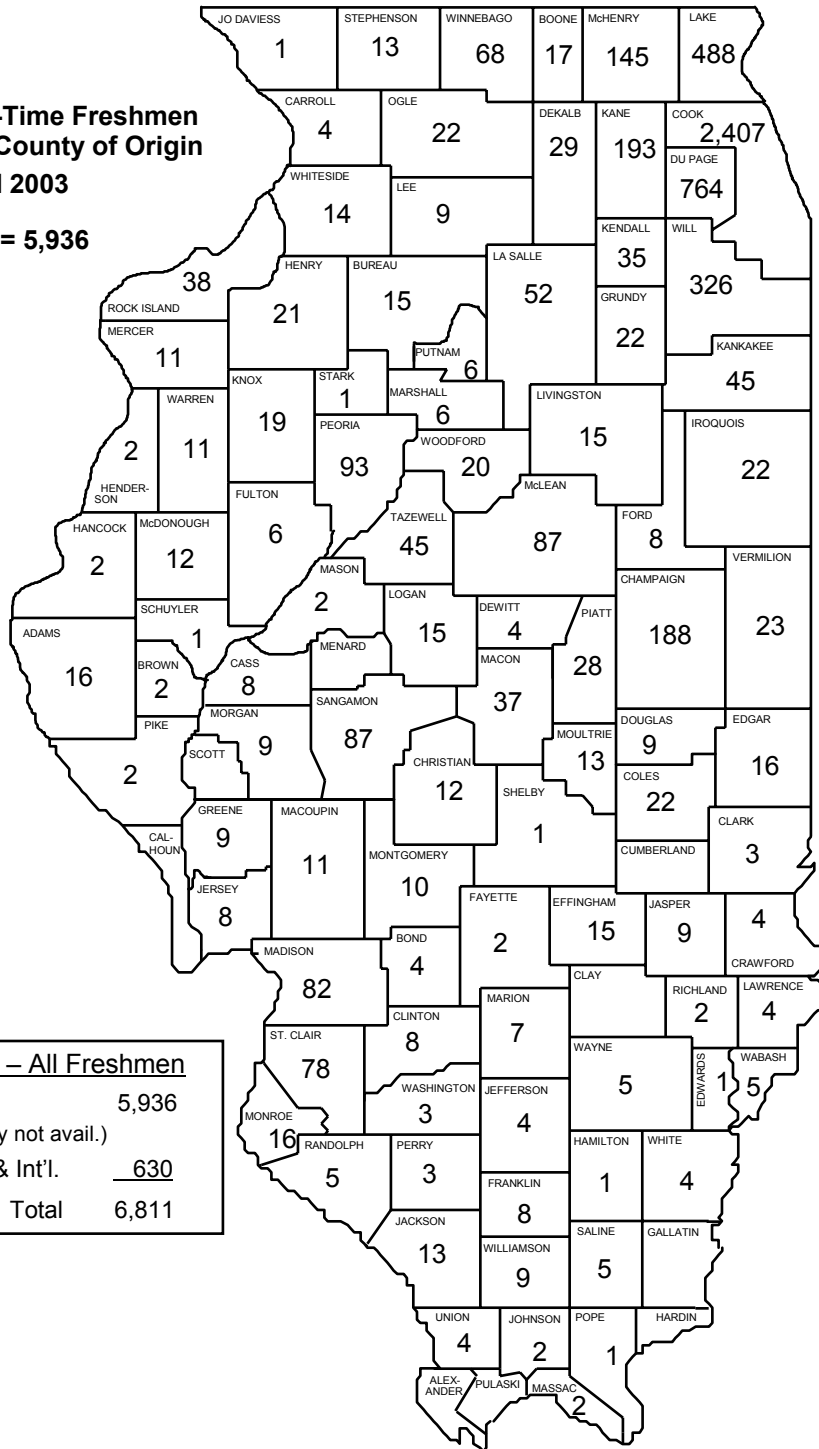 JO DAVIESS
1
STEPHENSON
13
WINNEBAGO
68
BOONE
17
McHENRY
145
LAKE
488
-Time Freshmen
County of Origin
2003
= 5,936
CARROLL
4
OGLE
22
DEKALB
29
KANE
193
COOK
2,407
DU PAGE
764
WHITESIDE
14
LEE
9
KENDALL
35
WILL
326
ROCK ISLAND
38
HENRY
21
BUREAU
15
LA SALLE
52
GRUNDY
22
PUTNAM
6
KANKAKEE
45
MERCER
11
KNOX
19
STARK
1
MARSHALL
6
LIVINGSTON
15
IROQUOIS
22
HENDER-
SON
2
WARREN
11
PEORIA
93
WOODFORD
20
McLEAN
87
FORD
8
HANCOCK
2
McDONOUGH
12
FULTON
6
TAZEWELL
45
VERMILION
23
MASON
2
LOGAN
15
DEWITT
4
PIATT
28
CHAMPAIGN
188
ADAMS
16
SCHUYLER
1
BROWN
2
CASS
8
MENARD
MACON
37
SANGAMON
87
PIKE
2
MORGAN
9
SCOTT
CHRISTIAN
12
MOULTRIE
13
DOUGLAS
9
EDGAR
16
COLES
22
SHELBY
1
CLARK
3
CUMBERLAND
GREENE
9
MACOUPIN
11
CAL-
HOUN
JERSEY
8
MONTGOMERY
10
FAYETTE
2
EFFINGHAM
15
JASPER
9
4
CRAWFORD
MADISON
82
BOND
4
CLAY
RICHLAND
2
LAWRENCE
4
CLINTON
8
MARION
7
ST. CLAIR
78
WAYNE
5
EDWARDS
1
WABASH
5
WASHINGTON
3
JEFFERSON
4
MONROE
16
RANDOLPH
5
PERRY
3
HAMILTON
1
WHITE
4
FRANKLIN
8
JACKSON
13
WILLIAMSON
9
SALINE
5
GALLATIN
UNION
4
JOHNSON
2
POPE
1
HARDIN
ALEX-
ANDER
PULASKI
MASSAC
2
– All Freshmen
5,936
not avail.)
& Int'l. 630
Total 6,811